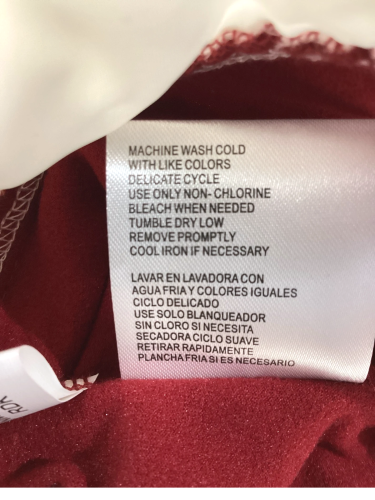 MACHINE WASH COLD
WITH LIKE COLORS
DELICATE CYCLE
USE ONLY NON- CHLORINE
BLEACH WHEN NEEDED
TUMBLE DRY LOW
REMOVE PROMPTLY
COOL IRON IF NECESSARY
LAVAR EN LAVADORA CON
AGUA FRIA Y COLORES IGUALES
CICLO DELICADO
USE SOLO BLANQUEADOR
SIN CLORO SI NECESITA
SECADORA CICLO SUAVE
RETIRAR RAPIDAMENTE
PLANCHA FRIA SI ES NECESARIO